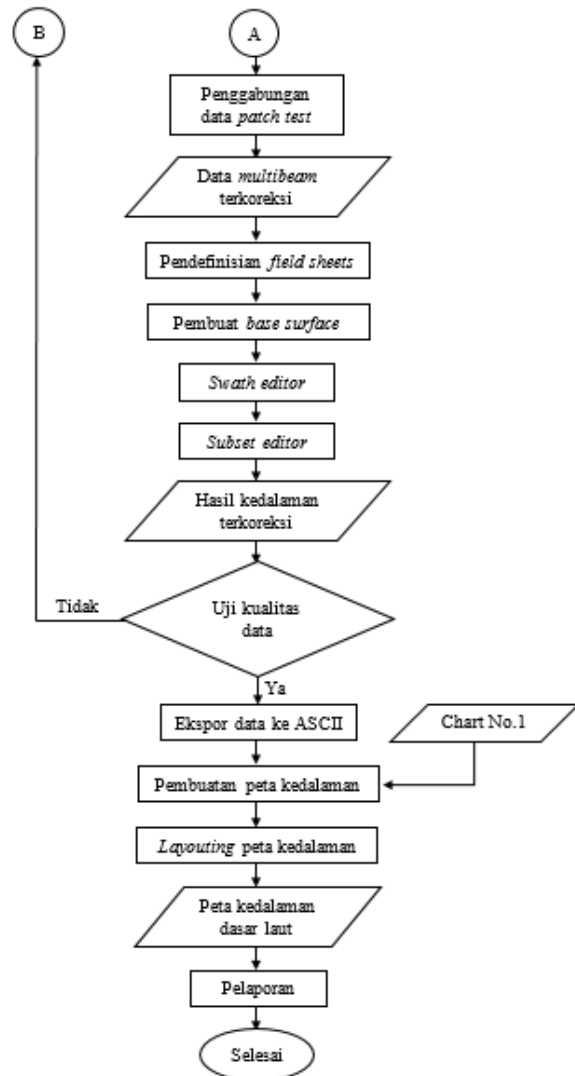 B
A
Penggabungan
data patch test
Data multibeam
terkoreksi
Pendefinisian field sheets
Pembuat base surface
Swath editor
Subset editor
Hasil kedalaman
terkoreksi
Tidak
Uji kualitas
data
Ya
Ekspor data ke ASCII
Chart No.1
Pembuatan peta kedalaman
Layouting peta kedalaman
Peta kedalaman
dasar laut
Pelaporan
Selesai